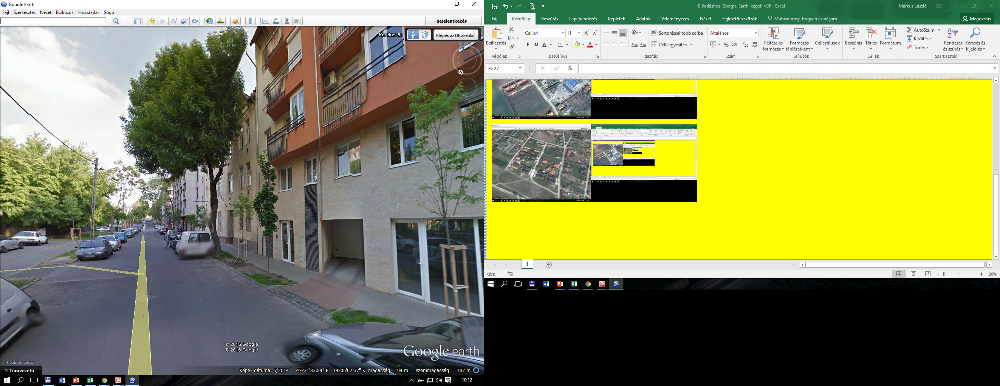 Google Earth
Fájl Szerkesztés Nézet Eszközök Hozzáadás Súgó
Bejelentkezés
Kerekes St
Kilépés az Utcaképből
N
© 2016 Google
© 2016 Google
Google earth
Hibabejelentés
Túravezető
Képek dátuma: 5/2014 47°31'33.84" É 19°05'02.37" K magasság 104 m szemmagasság: 107 m
10:12
Előadáshoz_Google_Earth_képek_v05 - Excel
Márkus László
Fájl Kezdőlap Beszúrás Lapelrendezés Képletek Adatok Véleményezés Nézet Fejlesztőeszközök Mutasd meg, hogyan csináljam Megosztás
Beillesztés
Vágólap
Calibri 11
F D A
Betűtípus
Sortöréssel több sorba
Cellaegyesítés
Igazítás
Általános
% 000
Szám
Feltételes formázás
Formázás táblázatként
Cellastílusok
Stílusok
Beszúrás Törlés Formátum
Cellák
AutoSzum
Kitöltés
Törlés
Rendezés és szűrés
Keresés és kijelölés
Szerkesztés
E227
fx
1
Kész
20%